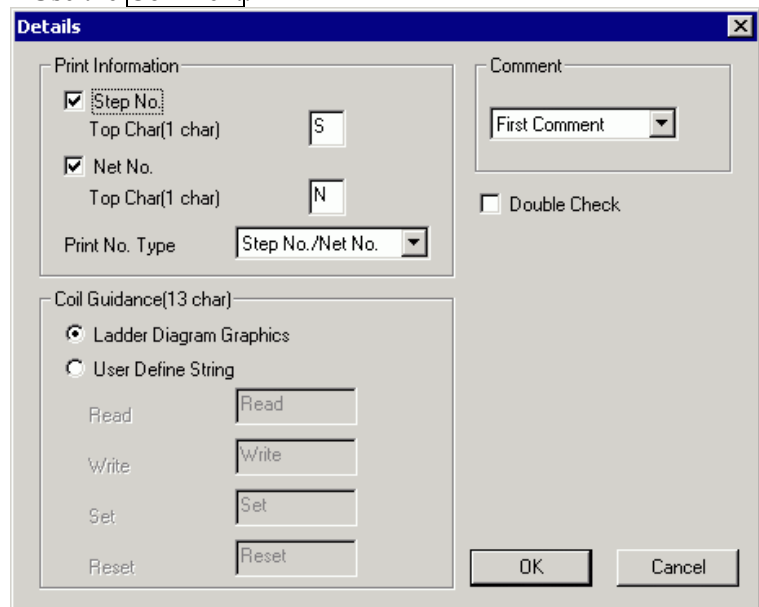 Details
Print Information
Step No.
Top Char(1 char) S
Net No.
Top Char(1 char) N
Print No. Type Step No./Net No.
Comment
First Comment
Double Check
Coil Guidance(13 char)
Ladder Diagram Graphics
User Define String
Read Read
Write Write
Set Set
Reset Reset
OK Cancel